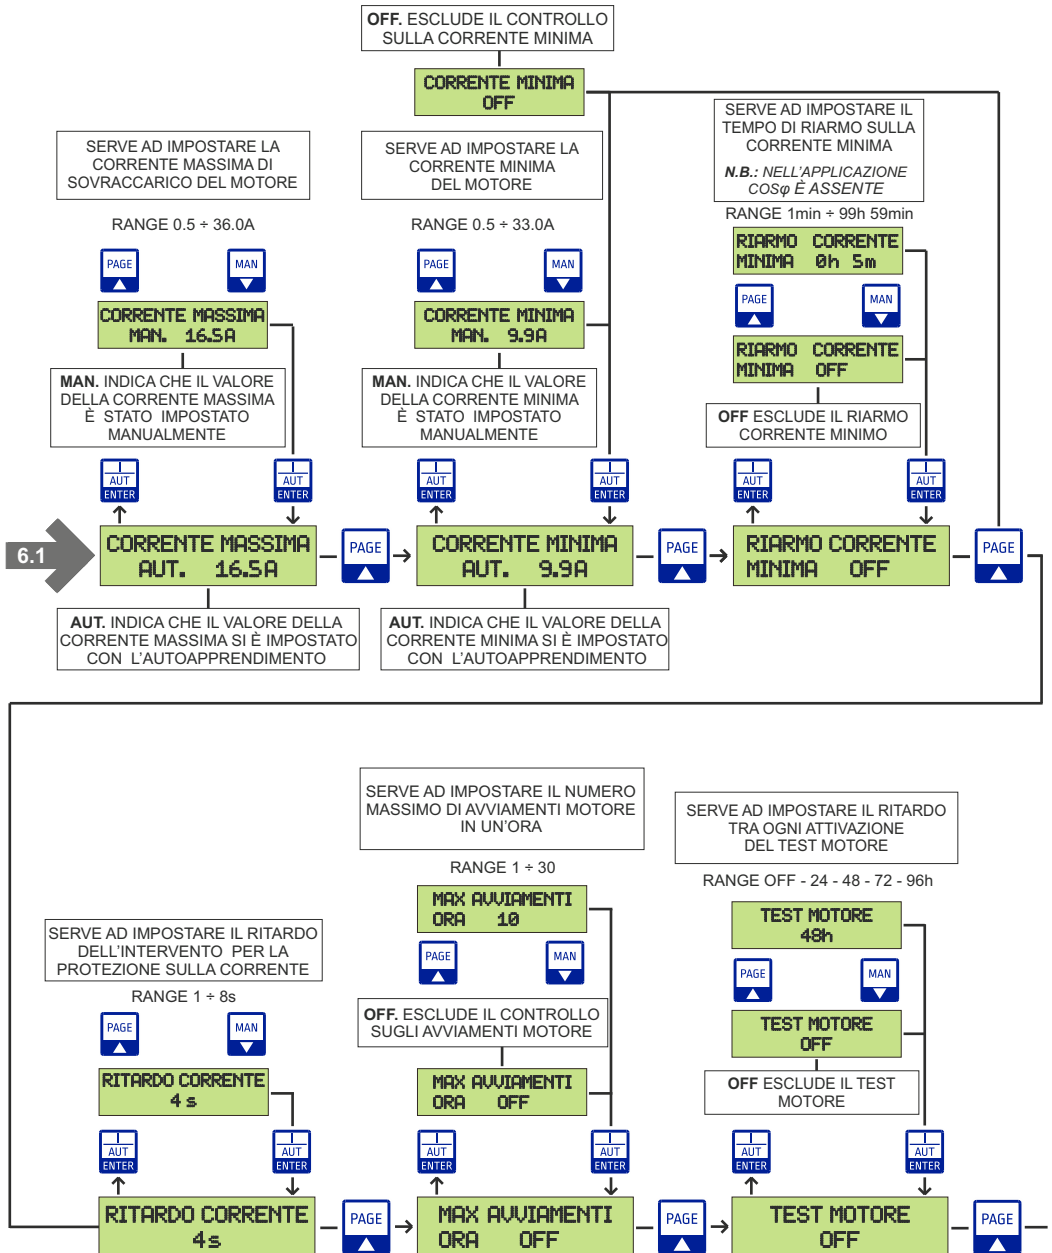 OFF. ESCLUDE IL CONTROLLO
SULLA CORRENTE MINIMA
CORRENTE MINIMA
OFF
SERVE AD IMPOSTARE LA
CORRENTE MASSIMA DI
SOVRACCARICO DEL MOTORE
RANGE 0.5 ÷ 36.0A
PAGE
MAN
CORRENTE MASSIMA
MAN. 16.5A
MAN. INDICA CHE IL VALORE
DELLA CORRENTE MASSIMA
È STATO IMPOSTATO
MANUALMENTE
I
AUT
ENTER
I
AUT
ENTER
SERVE AD IMPOSTARE LA
CORRENTE MINIMA
DEL MOTORE
RANGE 0.5 ÷ 33.0A
PAGE
MAN
CORRENTE MINIMA
MAN. 9.9A
MAN. INDICA CHE IL VALORE
DELLA CORRENTE MINIMA
È STATO IMPOSTATO
MANUALMENTE
I
AUT
ENTER
I
AUT
ENTER
SERVE AD IMPOSTARE IL
TEMPO DI RIARMO SULLA
CORRENTE MINIMA
N.B.: NELL'APPLICAZIONE
COSφ È ASSENTE
RANGE 1min ÷ 99h 59min
RIARMO CORRENTE
MINIMA 0h 5m
PAGE
MAN
RIARMO CORRENTE
MINIMA OFF
OFF ESCLUDE IL RIARMO
CORRENTE MINIMO
I
AUT
ENTER
I
AUT
ENTER
6.1
CORRENTE MASSIMA
AUT. 16.5A
PAGE
CORRENTE MINIMA
AUT. 9.9A
PAGE
RIARMO CORRENTE
MINIMA OFF
PAGE
AUT. INDICA CHE IL VALORE DELLA
CORRENTE MASSIMA SI È IMPOSTATO
CON L'AUTOAPPRENDIMENTO
AUT. INDICA CHE IL VALORE DELLA
CORRENTE MINIMA SI È IMPOSTATO
CON L'AUTOAPPRENDIMENTO
SERVE AD IMPOSTARE IL RITARDO
DELL'INTERVENTO PER LA
PROTEZIONE SULLA CORRENTE
RANGE 1 ÷ 8s
PAGE
MAN
RITARDO CORRENTE
4 s
I
AUT
ENTER
I
AUT
ENTER
SERVE AD IMPOSTARE IL NUMERO
MASSIMO DI AVVIAMENTI MOTORE
IN UN'ORA
RANGE 1 ÷ 30
MAX AVVIAMENTI
ORA 10
PAGE
MAN
OFF. ESCLUDE IL CONTROLLO
SUGLI AVVIAMENTI MOTORE
MAX AVVIAMENTI
ORA OFF
I
AUT
ENTER
I
AUT
ENTER
SERVE AD IMPOSTARE IL RITARDO
TRA OGNI ATTIVAZIONE
DEL TEST MOTORE
RANGE OFF - 24 - 48 - 72 - 96h
TEST MOTORE
48h
PAGE
MAN
TEST MOTORE
OFF
OFF ESCLUDE IL TEST
MOTORE
I
AUT
ENTER
I
AUT
ENTER
RITARDO CORRENTE
4s
PAGE
MAX AVVIAMENTI
ORA OFF
PAGE
TEST MOTORE
OFF
PAGE